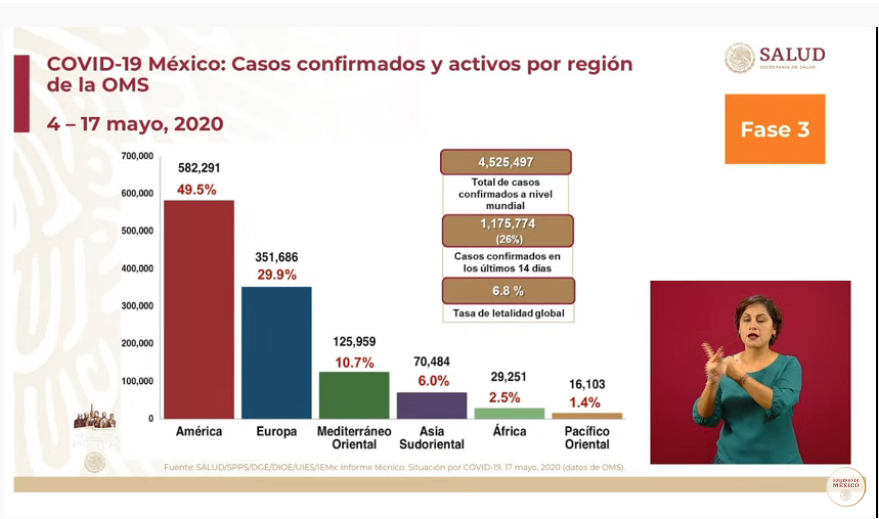 COVID-19 México: Casos confirmados y activos por región
de la OMS
4 – 17 mayo, 2020
SALUD
SECRETARÍA DE SALUD
Fase 3
700,000
600,000
500,000
400,000
300,000
200,000
100,000
0
582,291
49.5%
351,686
29.9%
125,959
10.7%
70,484
6.0%
29,251
2.5%
16,103
1.4%
4,525,497
Total de casos
confirmados a nivel
mundial
1,175,774
(26%)
Casos confirmados en
los últimos 14 dias
6.8 %
Tasa de letalidad global
América
Europa
Mediterráneo
Oriental
Asia
Sudoriental
África
Pacífico
Oriental
Fuente: SALUD/SPPS/DGE/DIOE/UIES/IEMx: Informe técnico: Situación por COVID-19, 17 mayo, 2020 (datos de OMS).
GOBIERNO DE
MÉXICO